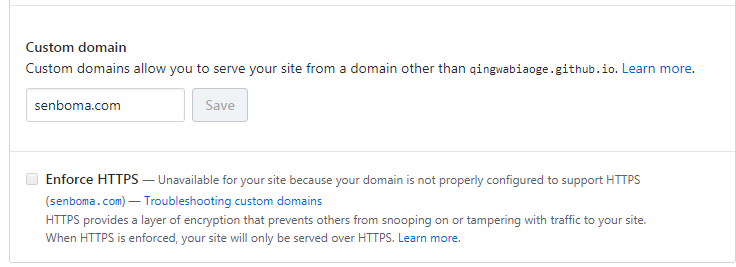 Custom domain
Custom domains allow you to serve your site from a domain other than qingwabiaoge.github.io. Learn more.
senboma.com Save
Enforce HTTPS — Unavailable for your site because your domain is not properly configured to support HTTPS
(senboma.com) — Troubleshooting custom domains
HTTPS provides a layer of encryption that prevents others from snooping on or tampering with traffic to your site.
When HTTPS is enforced, your site will only be served over HTTPS. Learn more.